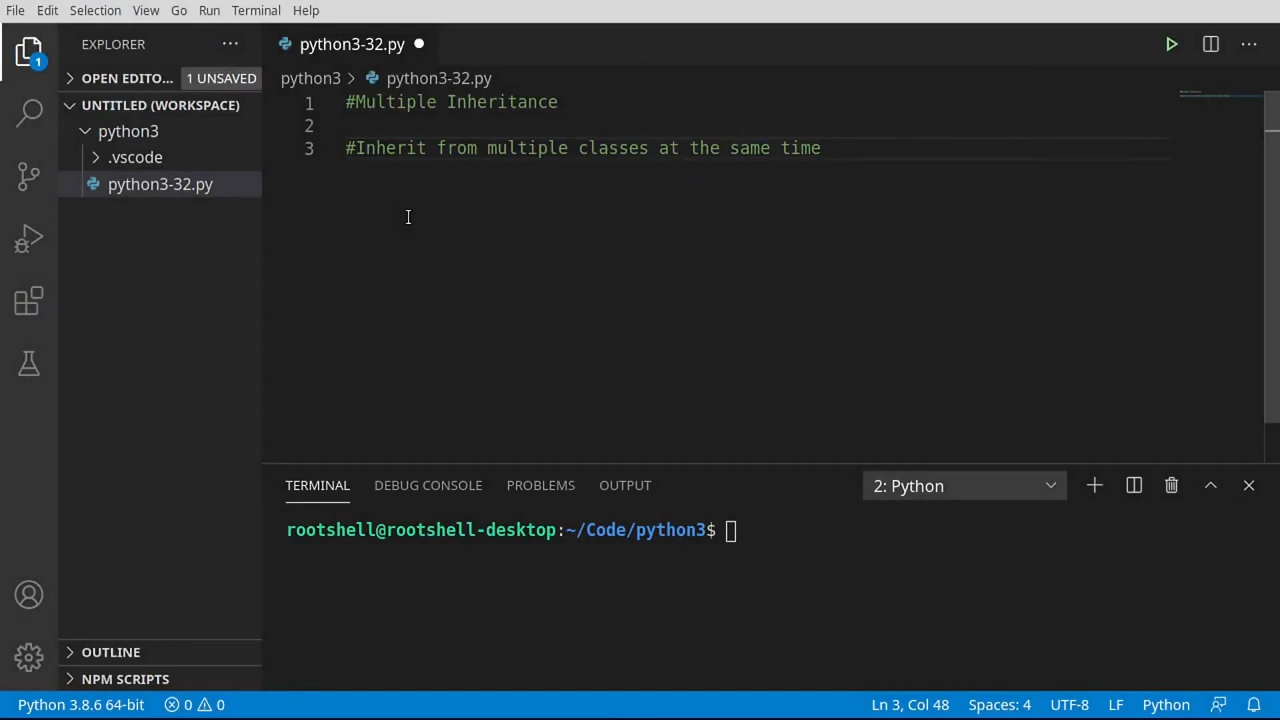 File Edit Selection View Go Run Terminal Help
EXPLORER
python3-32.py
OPEN EDITO... 1 UNSAVED
python3 > python3-32.py
1
UNTITLED (WORKSPACE)
1 #Multiple Inheritance
python3
2
.vscode
3 #Inherit from multiple classes at the same time
python3-32.py
TERMINAL DEBUG CONSOLE PROBLEMS OUTPUT 2: Python
rootshell@rootshell-desktop:~/Code/python3$
OUTLINE
NPM SCRIPTS
Python 3.8.6 64-bit 0 0 Ln 3, Col 48 Spaces: 4 UTF-8 LF Python